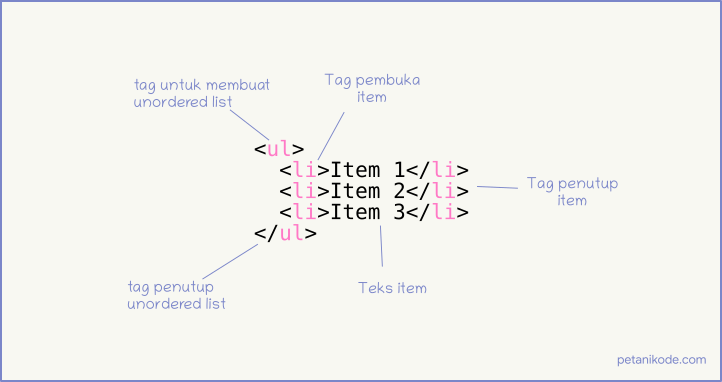 tag untuk membuat
unordered list
Tag pembuka
item
<ul>
<li>Item 1</li>
<li>Item 2</li>
<li>Item 3</li>
</ul>
Tag penutup
item
tag penutup
unordered list
Teks item
petanikode.com